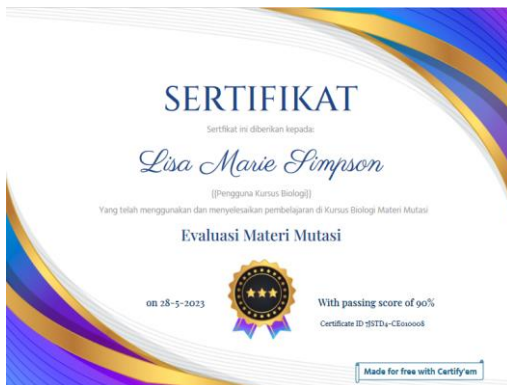 SERTIFIKAT
Sertfikat ini diberikan kepada:
Lisa Marie Simpson
{{Pengguna Kursus Biologi}}
Yang telah menggunakan dan menyelesaikan pembelajaran di Kursus Biologi Materi Mutasi
Evaluasi Materi Mutasi
on 28-5-2023
With passing score of 90%
Certificate ID 7JSTD4-CE010008
Made for free with Certify'em